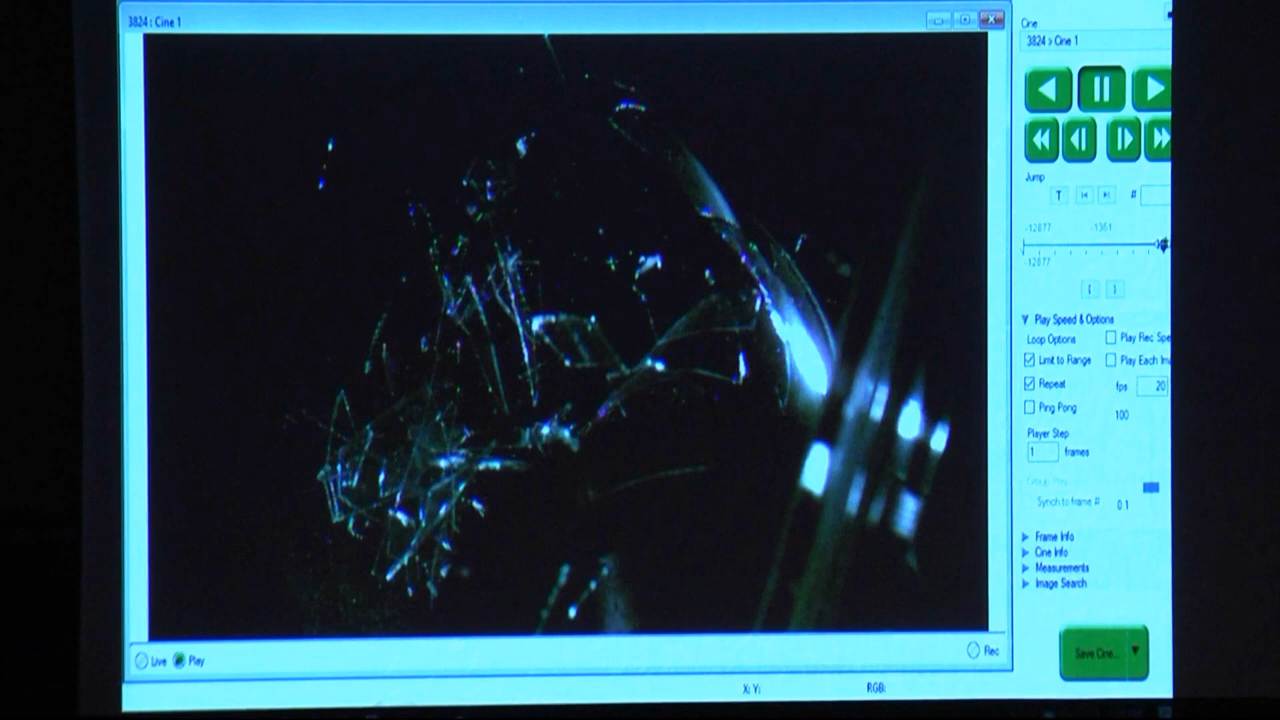 3824 : Cine 1
Cine
3824 > Cine 1
Jump
T
#
-12877 -1361
-12877
[ ]
Play Speed & Options
Loop Options
Play Rec Spe
Limit to Range
Play Each Im
Repeat
fps 20
Ping Pong
100
Player Step
1 frames
Synch to frame # 0 1
Frame Info
Cine Info
Measurements
Image Search
Save Cine...
Live Play
Rec
X: Y: RGB: